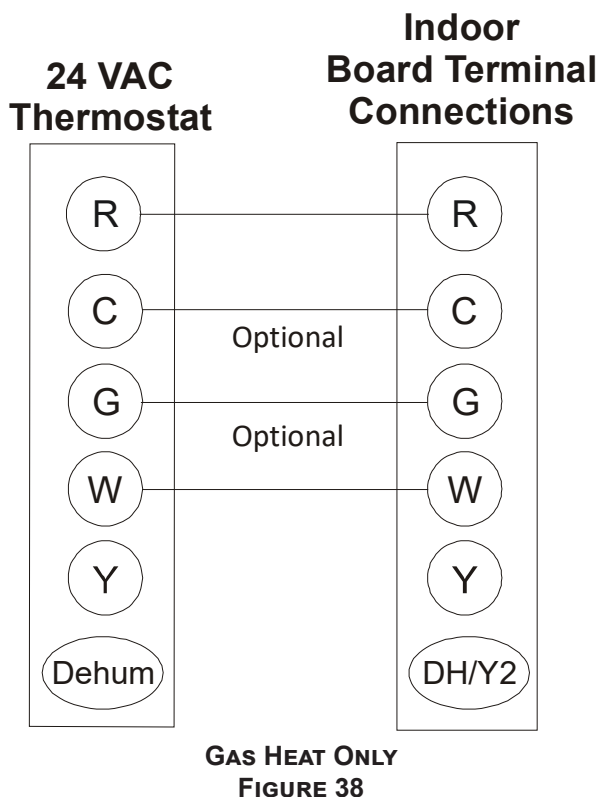 24 VAC
Thermostat
Indoor
Board Terminal
Connections
R
R
C
C
Optional
G
G
Optional
W
W
Y
Y
Dehum
DH/Y2
GAS HEAT ONLY
FIGURE 38